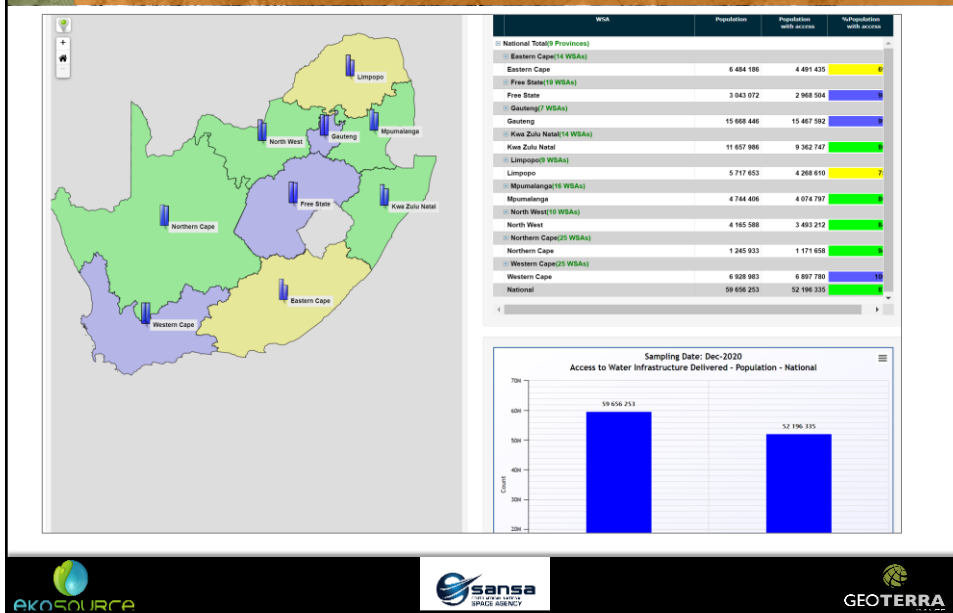 +
Limpopo
North West
Gauteng
Mpumalanga
Free State
Kwa Zulu Natal
Northern Cape
Eastern Cape
Western Cape
WSA Population Population with access %Population with access
National Total(9 Provinces)
Eastern Cape(14 WSAs)
Eastern Cape 6 484 186 4 491 435
Free State(19 WSAs)
Free State 3 043 072 2 968 504
Gauteng(7 WSAs)
Gauteng 15 668 446 15 467 592
Kwa Zulu Natal(14 WSAs)
Kwa Zulu Natal 11 657 986 9 362 747
Limpopo(9 WSAs)
Limpopo 5 717 653 4 268 610
Mpumalanga(16 WSAs)
Mpumalanga 4 744 406 4 074 797
North West(10 WSAs)
North West 4 165 588 3 493 212
Northern Cape(25 WSAs)
Northern Cape 1 245 933 1 171 658
Western Cape(25 WSAs)
Western Cape 6 928 983 6 897 780 10
National 59 656 253 52 196 335
Sampling Date: Dec-2020
Access to Water Infrastructure Delivered - Population - National
70M
60M
50M
40M
30M
20M
Count
59 656 253
52 196 335
ekosource
sansa
SPACE AGENCY
GEOTERRA